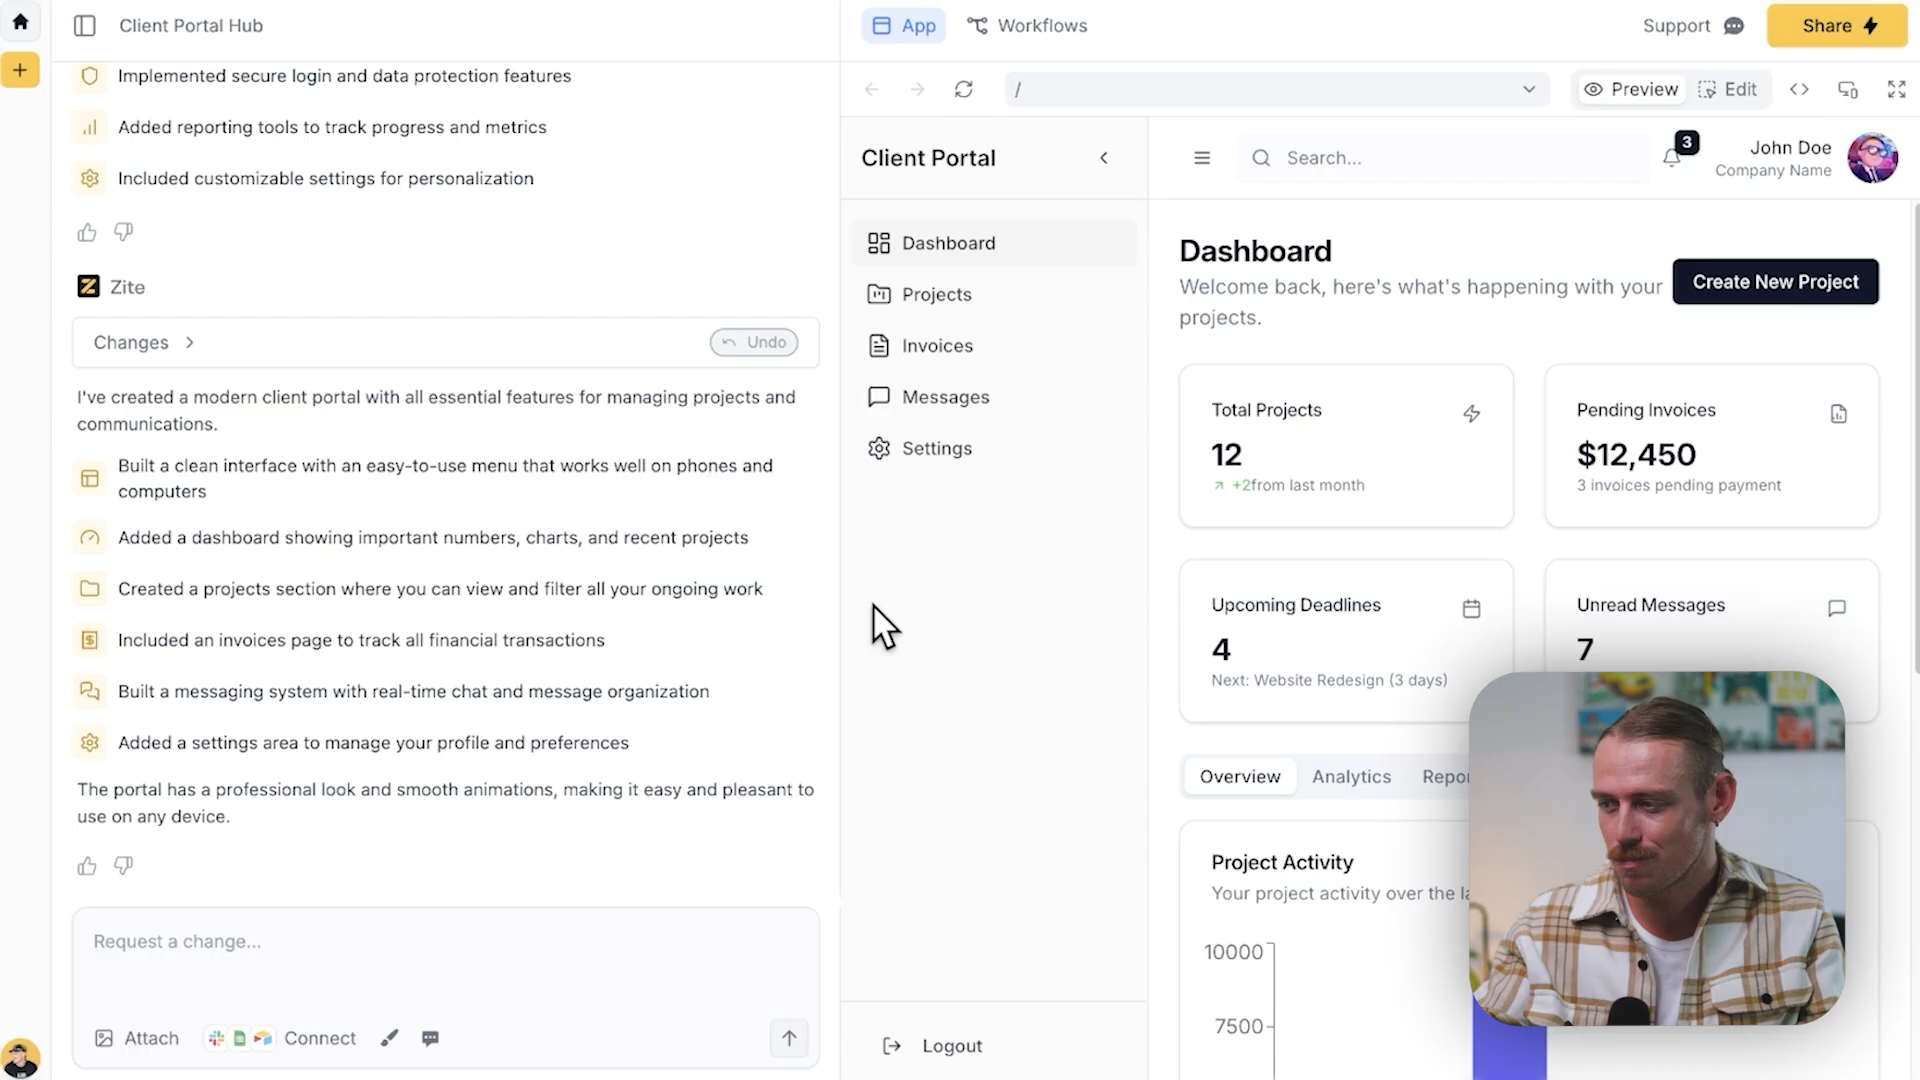 Client Portal Hub
App
Workflows
Support
Share
Implemented secure login and data protection features
Added reporting tools to track progress and metrics
Included customizable settings for personalization
Zite
Changes
Undo
I've created a modern client portal with all essential features for managing projects and
communications.
Built a clean interface with an easy-to-use menu that works well on phones and
computers
Added a dashboard showing important numbers, charts, and recent projects
Created a projects section where you can view and filter all your ongoing work
Included an invoices page to track all financial transactions
Built a messaging system with real-time chat and message organization
Added a settings area to manage your profile and preferences
The portal has a professional look and smooth animations, making it easy and pleasant to
use on any device.
Request a change...
Attach
Connect
/
Preview
Edit
Client Portal
Search...
3
John Doe
Company Name
Dashboard
Projects
Invoices
Messages
Settings
Logout
Dashboard
Welcome back, here's what's happening with your
projects.
Create New Project
Total Projects
12
+2from last month
Pending Invoices
$12,450
3 invoices pending payment
Upcoming Deadlines
4
Next: Website Redesign (3 days)
Unread Messages
7
Overview
Analytics
Project Activity
Your project activity over the
10000
7500